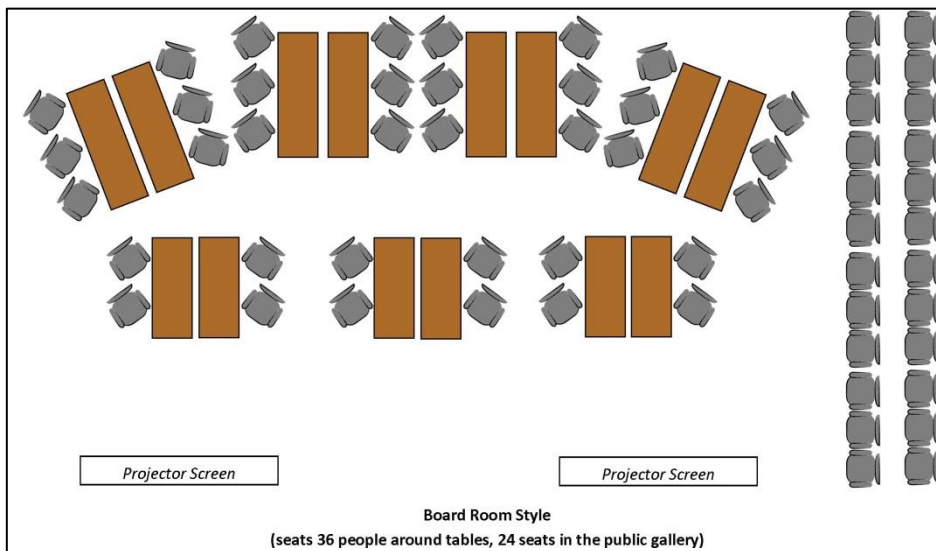 Projector Screen
Projector Screen
Board Room Style
(seats 36 people around tables, 24 seats in the public gallery)